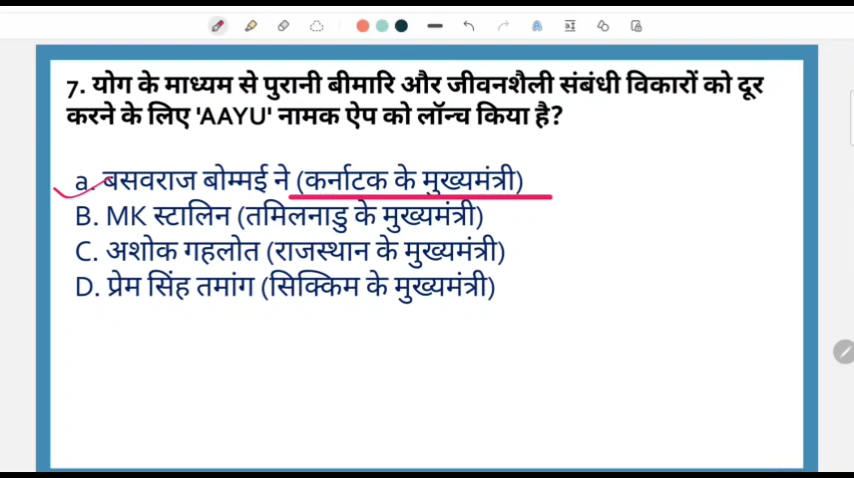 7. योग के माध्यम से पुरानी बीमारि और जीवनशैली संबंधी विकारों को दूर
करने के लिए 'AAYU' नामक ऐप को लॉन्च किया है?
a. बसवराज बोम्मई ने (कर्नाटक के मुख्यमंत्री)
B. MK स्टालिन (तमिलनाडु के मुख्यमंत्री)
C. अशोक गहलोत (राजस्थान के मुख्यमंत्री)
D. प्रेम सिंह तमांग (सिक्किम के मुख्यमंत्री)